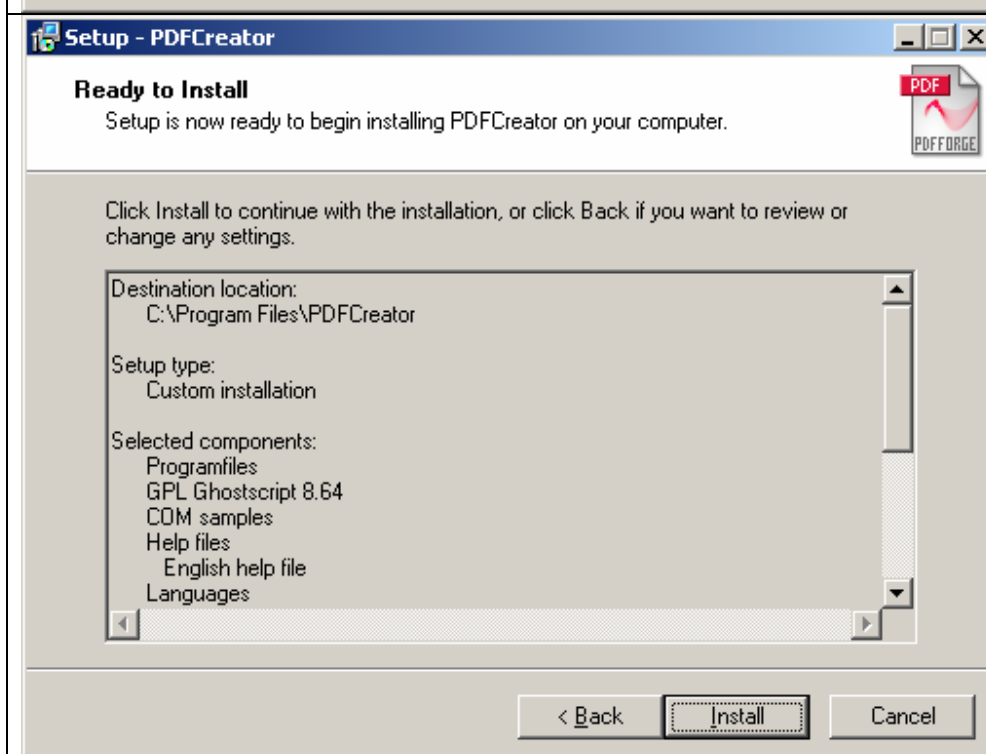 Setup - PDFCreator
Ready to Install
Setup is now ready to begin installing PDFCreator on your computer.
PDF
PDFFORGE
Click Install to continue with the installation, or click Back if you want to review or
change any settings.
Destination location:
C:\Program Files\PDFCreator
Setup type:
Custom installation
Selected components:
Programfiles
GPL Ghostscript 8.64
COM samples
Help files
English help file
Languages
< Back
Install
Cancel